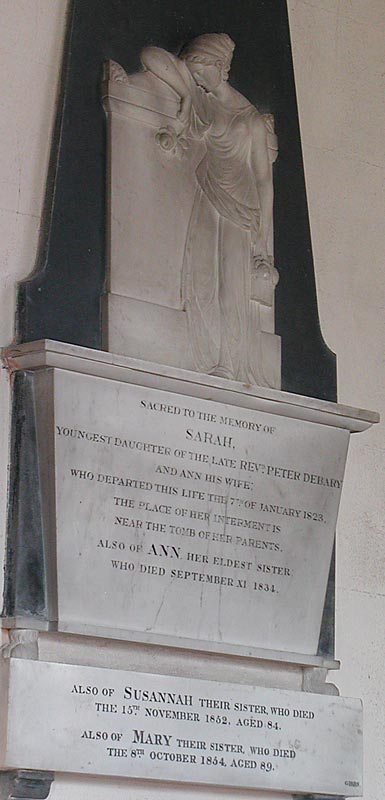 SACRED TO THE MEMORY OF
SARAH,
YOUNGEST DAUGHTER OF THE LATE REVD. PETER DEBARY
AND ANN HIS WIFE;
WHO DEPARTED THIS LIFE THE 7TH OF JANUARY 1823.
THE PLACE OF HER INTERMENT IS
NEAR THE TOMB OF HER PARENTS.
ALSO OF ANN HER ELDEST SISTER
WHO DIED SEPTEMBER XI 1834.
ALSO OF SUSANNAH THEIR SISTER, WHO DIED
THE 15TH NOVEMBER 1852, AGED 84.
ALSO OF MARY THEIR SISTER, WHO DIED
THE 8TH OCTOBER 1854, AGED 89.